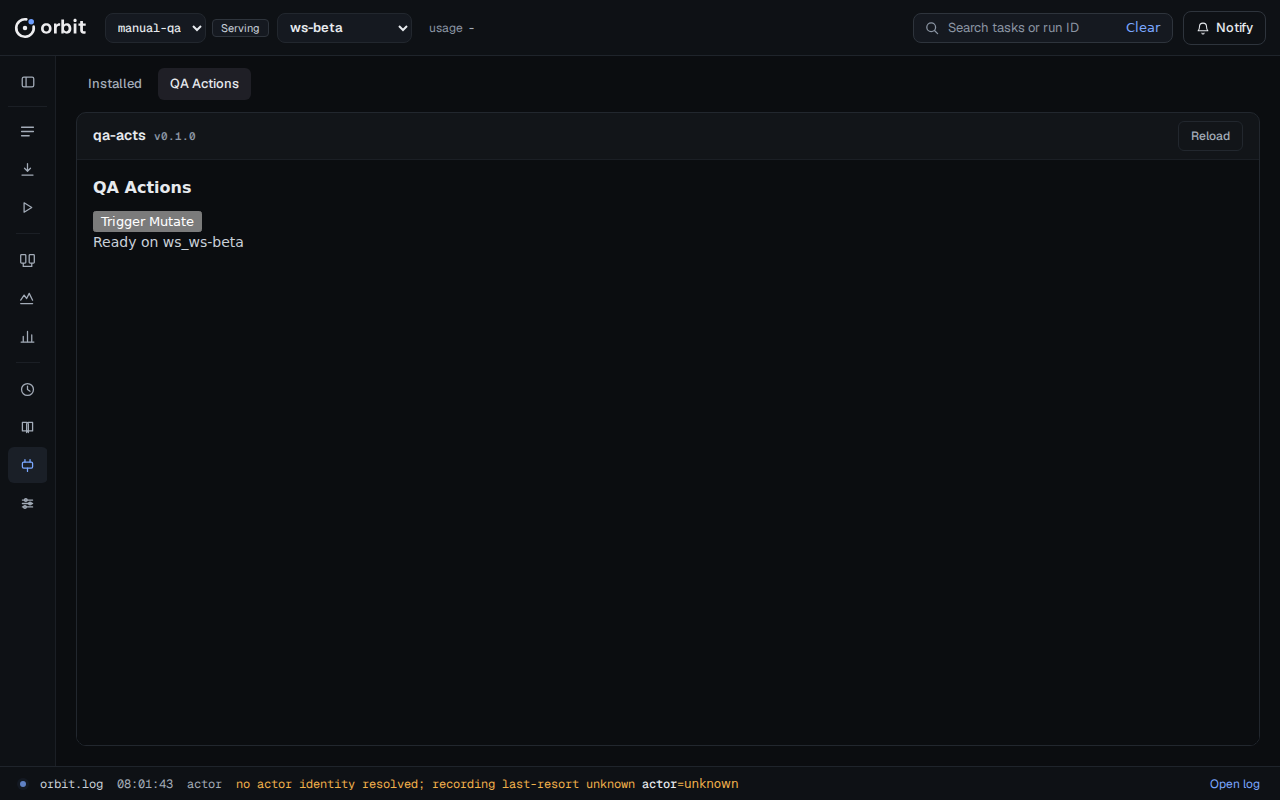 orbit manual-qa Serving ws-beta usage - Search tasks or run ID Clear Notify
Installed QA Actions
qa-acts v0.1.0 Reload
QA Actions
Trigger Mutate
Ready on ws_ws-beta
orbit.log 08:01:43 actor no actor identity resolved; recording last-resort unknown actor=unknown Open log